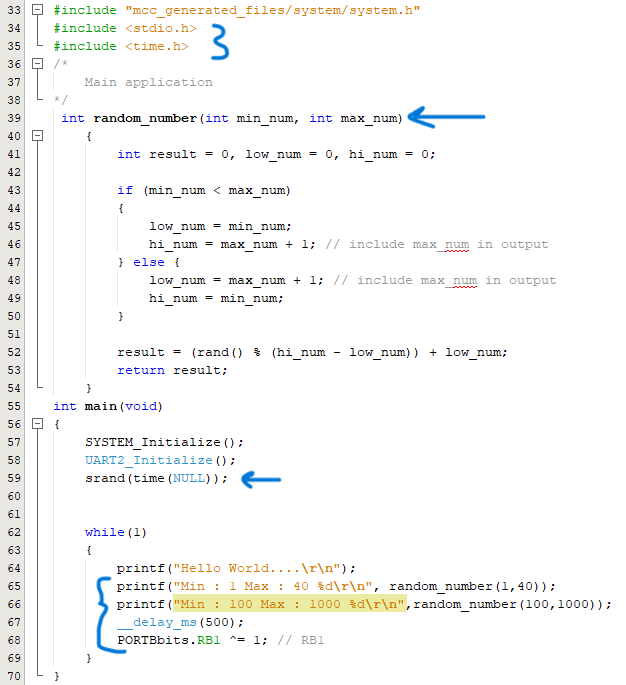 33 #include "mcc_generated_files/system/system.h"
34 #include <stdio.h>
35 #include <time.h>
36 /*
37     Main application
38 */
39  int random_number(int min_num, int max_num)
40     {
41         int result = 0, low_num = 0, hi_num = 0;
42
43         if (min_num < max_num)
44         {
45             low_num = min_num;
46             hi_num = max_num + 1; // include max_num in output
47         } else {
48             low_num = max_num + 1; // include max_num in output
49             hi_num = min_num;
50         }
51
52         result = (rand() % (hi_num - low_num)) + low_num;
53         return result;
54     }
55 int main(void)
56 {
57     SYSTEM_Initialize();
58     UART2_Initialize();
59     srand(time(NULL));
60
61
62     while(1)
63     {
64         printf("Hello World....\r\n");
65         printf("Min : 1 Max : 40 %d\r\n", random_number(1,40));
66         printf("Min : 100 Max : 1000 %d\r\n",random_number(100,1000));
67         __delay_ms(500);
68         PORTBbits.RB1 ^= 1; // RB1
69     }
70 }